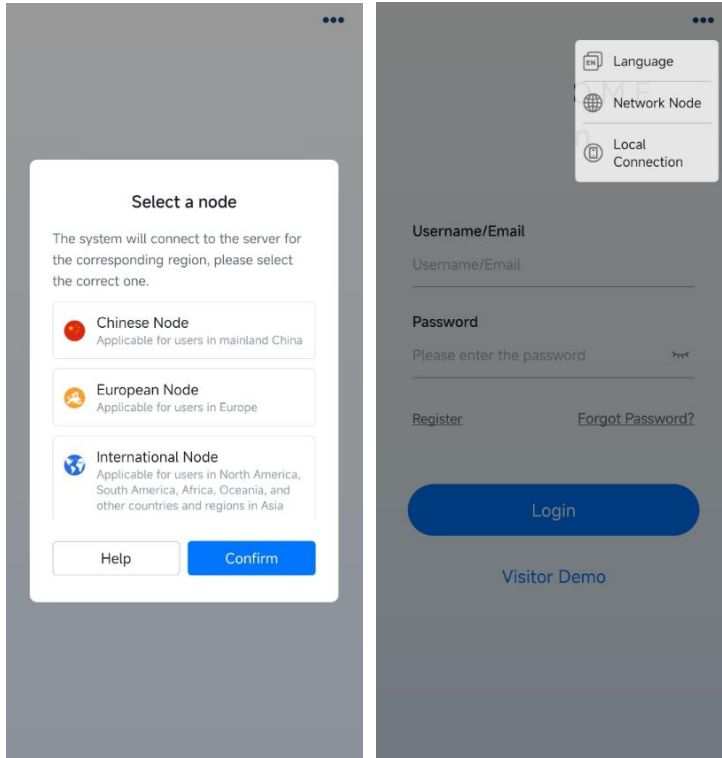 •••
Select a node
The system will connect to the server for
the corresponding region, please select
the correct one.
Chinese Node
Applicable for users in mainland China
European Node
Applicable for users in Europe
International Node
Applicable for users in North America,
South America, Africa, Oceania, and
other countries and regions in Asia
Help
Confirm
•••
EN
Language
Network Node
Local
Connection
Username/Email
Username/Email
Password
Please enter the password
Register
Forgot Password?
Login
Visitor Demo